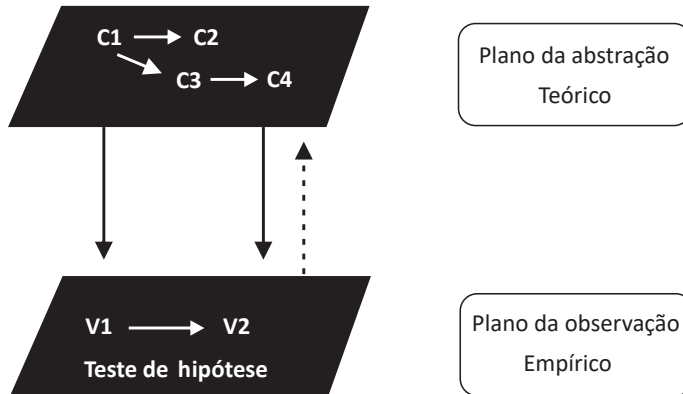 C1 C2
C3 C4
Plano da abstração
Teórico
V1 V2
Teste de hipótese
Plano da observação
Empírico